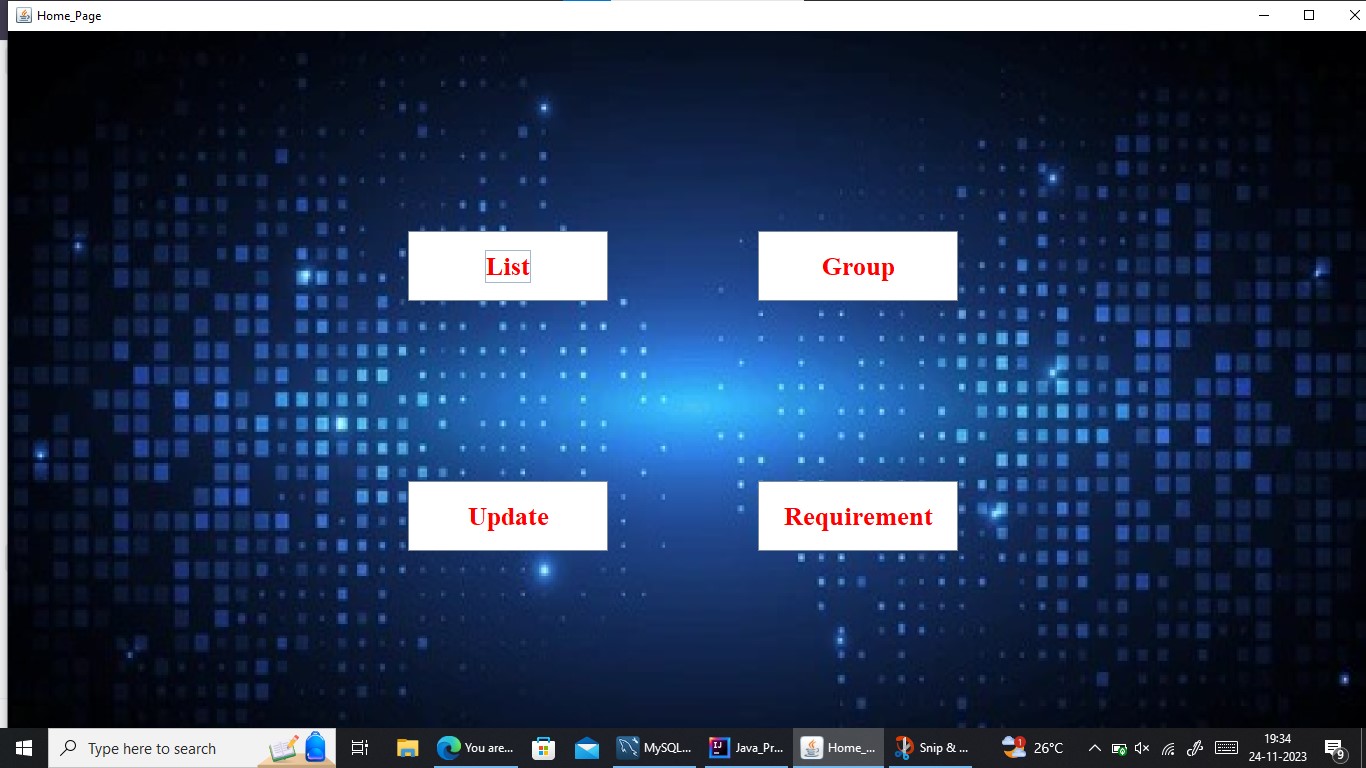 Home_Page
List
Group
Update
Requirement
Type here to search
You are...
MySQL...
Java_Pr...
Home_...
Snip & ...
1
26°C
19:34
24-11-2023
9